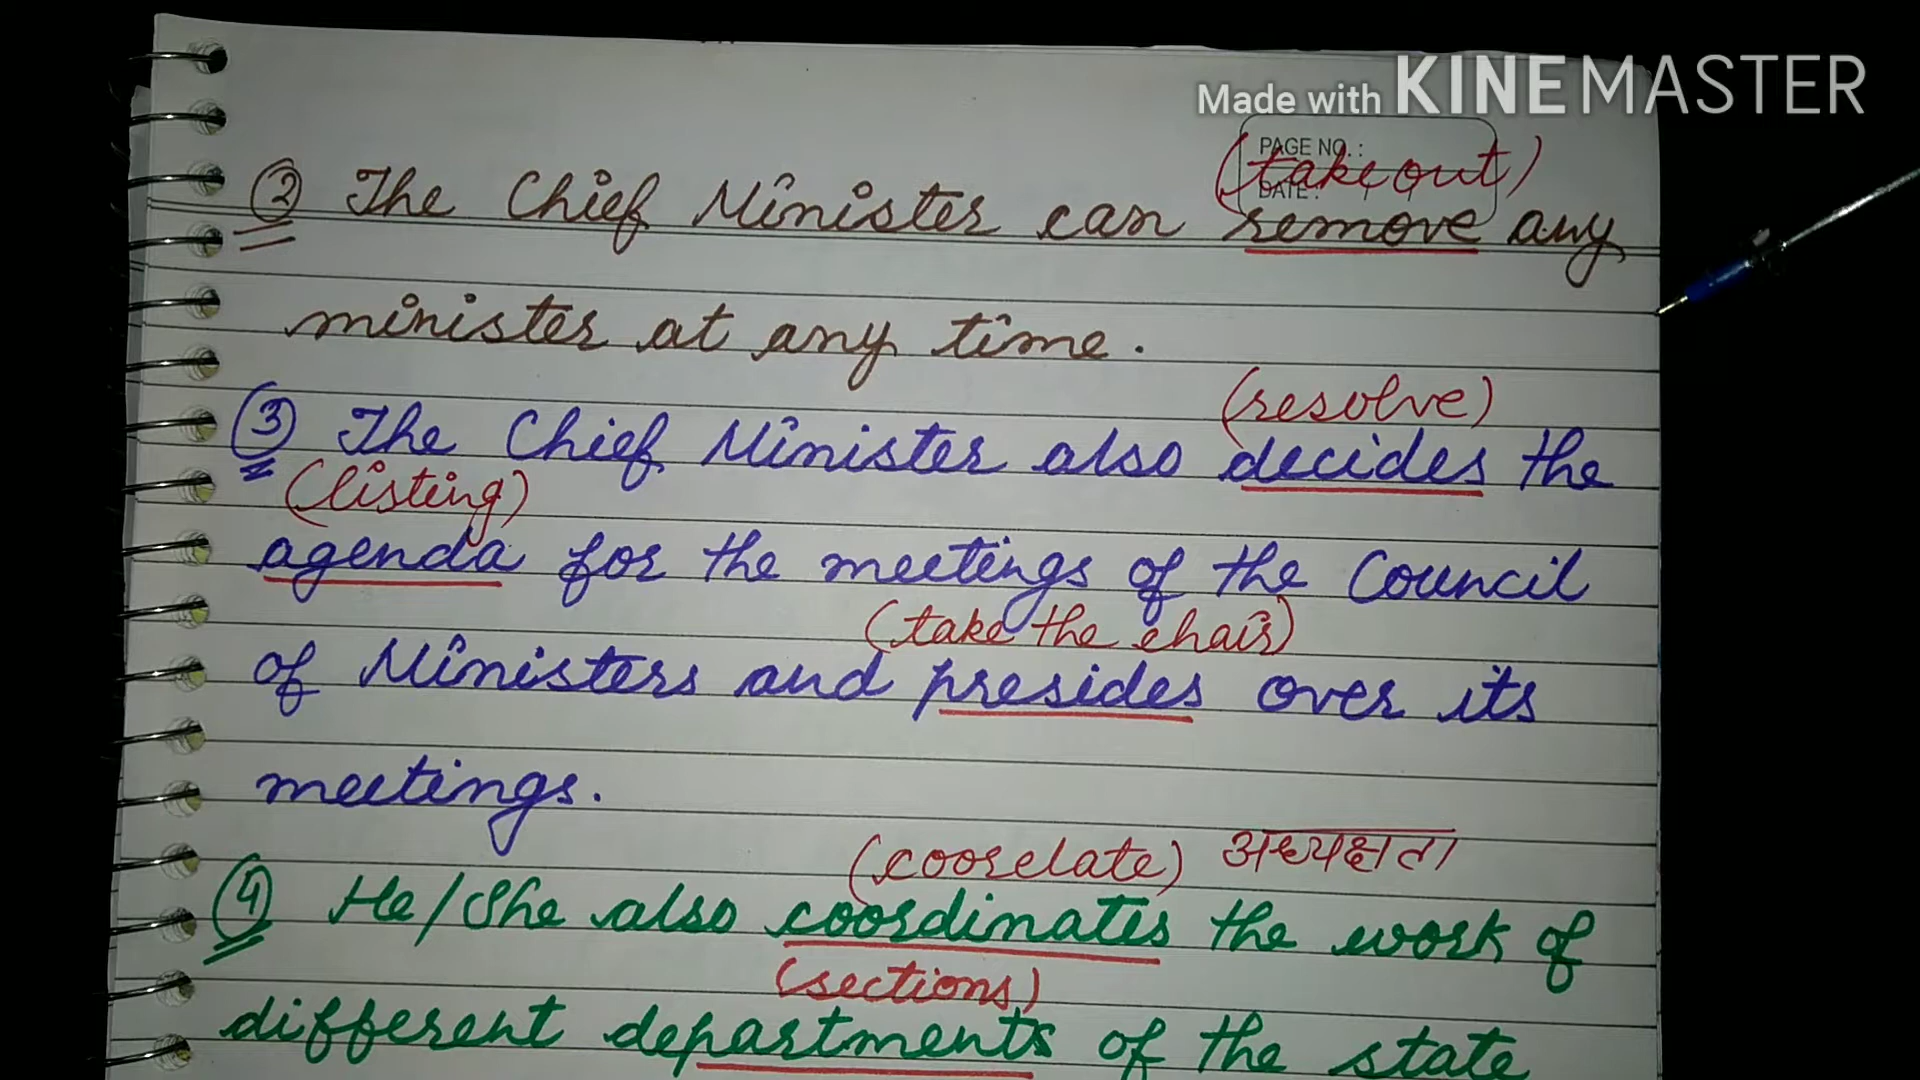 Made with KINEMASTER
PAGE NO.:
DATE:
(take out)
② The Chief Minister can remove any
minister at any time.
(resolve)
③ The Chief Minister also decides the
(listing)
agenda for the meetings of the Council
(take the chair)
of Ministers and presides over its
meetings.
(coorelate) अध्यक्षता
④ He/She also coordinates the work of
(sections)
different departments of the state